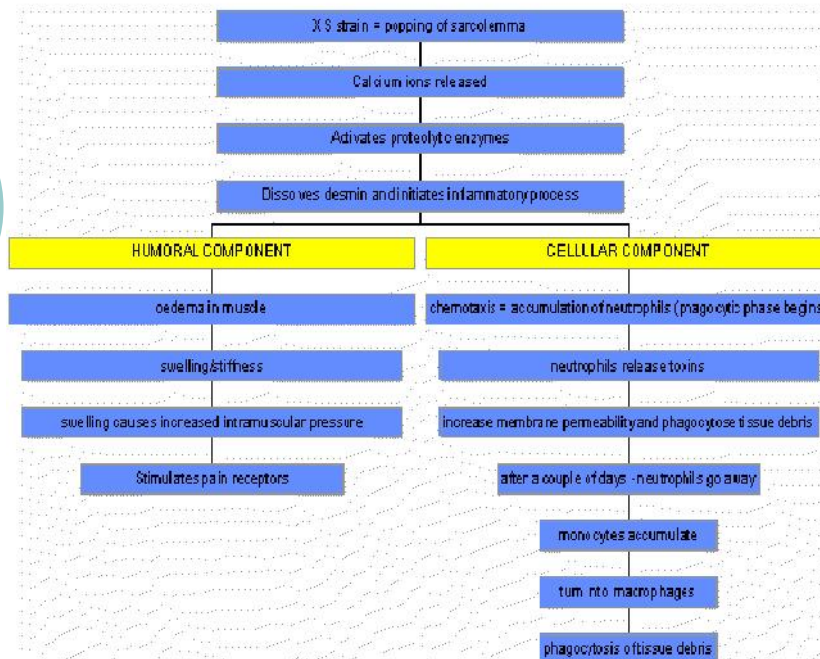 XS strain = popping of sarcolemma
Calcium ions released
Activates proteolytic enzymes
Dissolves desmin and initiates inflammatory process
HUMORAL COMPONENT
oedema in muscle
swelling/stiffness
swelling causes increased intramuscular pressure
Stimulates pain receptors
CELLULAR COMPONENT
chemotaxis = accumulation of neutrophils (phagocytic phase begins
neutrophils release toxins
increase membrane permeability and phagocytose tissue debris
after a couple of days - neutrophils go away
monocytes accumulate
turn into macrophages
phagocytosis of tissue debris